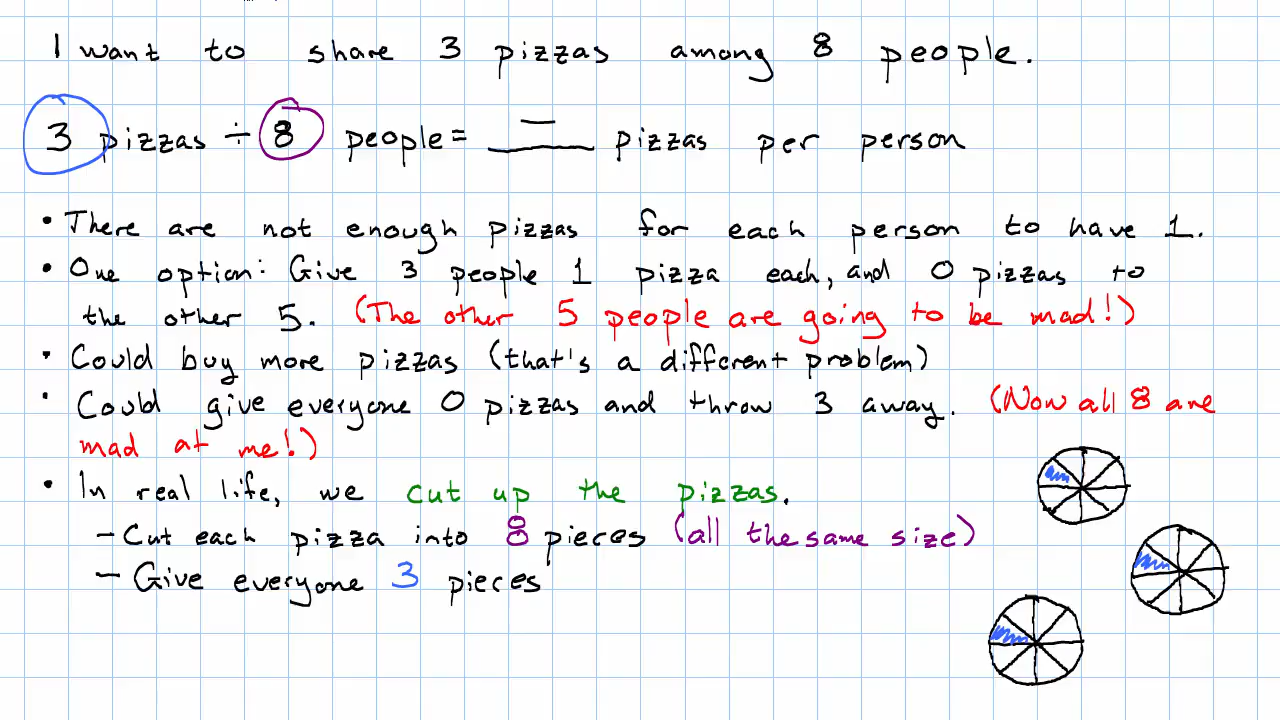 I want to share 3 pizzas among 8 people.
3 pizzas ÷ 8 people = __ pizzas per person
• There are not enough pizzas for each person to have 1.
• One option: Give 3 people 1 pizza each, and 0 pizzas to
the other 5. (The other 5 people are going to be mad!)
• Could buy more pizzas (that's a different problem)
• Could give everyone 0 pizzas and throw 3 away. (Now all 8 are
mad at me!)
• In real life, we cut up the pizzas.
- Cut each pizza into 8 pieces (all the same size)
- Give everyone 3 pieces